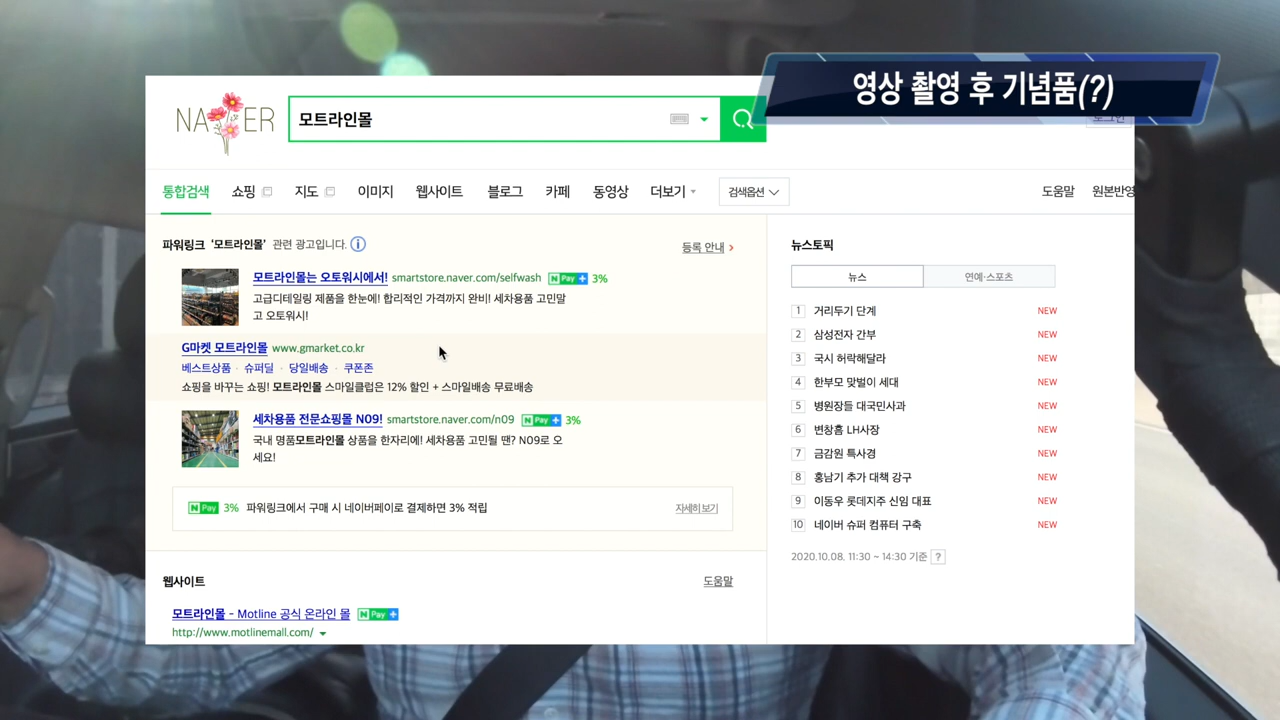 영상 촬영 후 기념품(?)
NAVER
모트라인몰
로그인
통합검색 쇼핑 지도 이미지 웹사이트 블로그 카페 동영상 더보기 검색옵션 도움말 원본반영
파워링크 '모트라인몰' 관련 광고입니다. 등록 안내
모트라인몰는 오토워시에서! smartstore.naver.com/selfwash N Pay + 3%
고급디테일링 제품을 한눈에! 합리적인 가격까지 완비! 세차용품 고민말
고 오토워시!
G마켓 모트라인몰 www.gmarket.co.kr
베스트상품 · 슈퍼딜 · 당일배송 · 쿠폰존
쇼핑을 바꾸는 쇼핑! 모트라인몰 스마일클럽은 12% 할인 + 스마일배송 무료배송
세차용품 전문쇼핑몰 N09! smartstore.naver.com/n09 N Pay + 3%
국내 명품모트라인몰 상품을 한자리에! 세차용품 고민될 땐? N09로 오
세요!
N Pay 3% 파워링크에서 구매 시 네이버페이로 결제하면 3% 적립 자세히보기
웹사이트 도움말
모트라인몰 - Motline 공식 온라인 몰 N Pay +
http://www.motlinemall.com/
뉴스토픽
뉴스 연예·스포츠
1 거리두기 단계 NEW
2 삼성전자 간부 NEW
3 국시 허락해달라 NEW
4 한부모 맞벌이 세대 NEW
5 병원장들 대국민사과 NEW
6 변창흠 LH사장 NEW
7 금감원 특사경 NEW
8 홍남기 추가 대책 강구 NEW
9 이동우 롯데지주 신임 대표 NEW
10 네이버 슈퍼 컴퓨터 구축 NEW
2020.10.08. 11:30 ~ 14:30 기준 ?